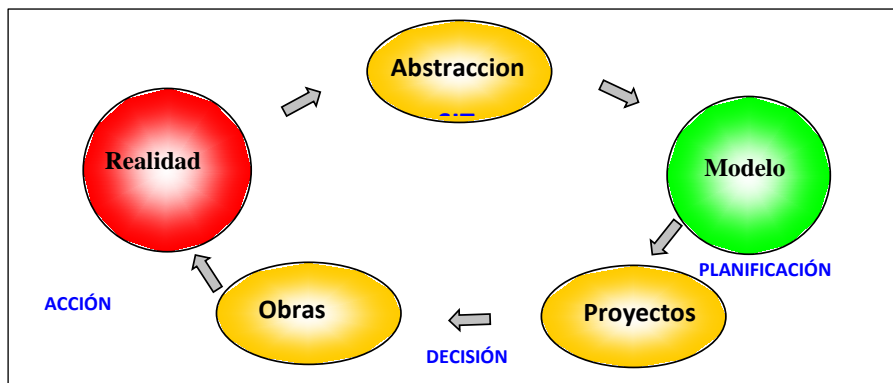 Abstraccion
Realidad
Modelo
PLANIFICACIÓN
ACCIÓN
Obras
Proyectos
DECISIÓN